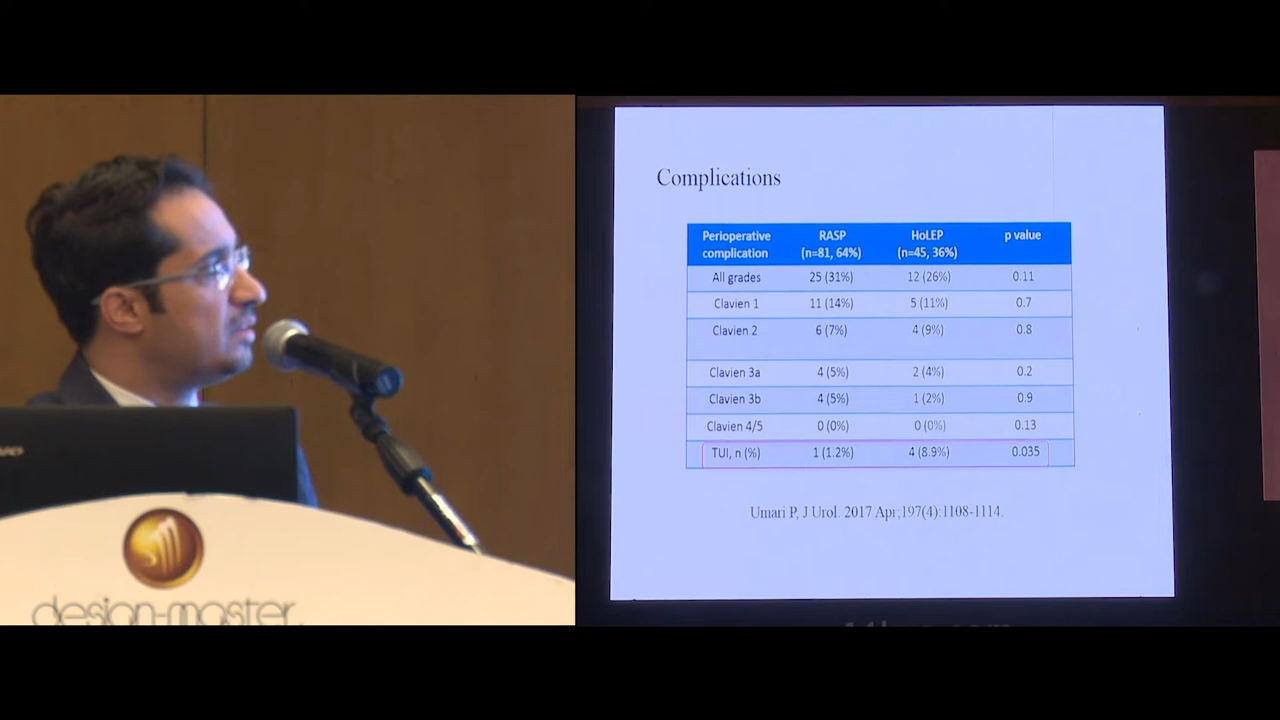 Complications
Perioperative complication RASP (n=81, 64%) HoLEP (n=45, 36%) p value
All grades 25 (31%) 12 (26%) 0.11
Clavien 1 11 (14%) 5 (11%) 0.7
Clavien 2 6 (7%) 4 (9%) 0.8
Clavien 3a 4 (5%) 2 (4%) 0.2
Clavien 3b 4 (5%) 1 (2%) 0.9
Clavien 4/5 0 (0%) 0 (0%) 0.13
TUI, n (%) 1 (1.2%) 4 (8.9%) 0.035
Umari P, J Urol. 2017 Apr;197(4):1108-1114.
design-master